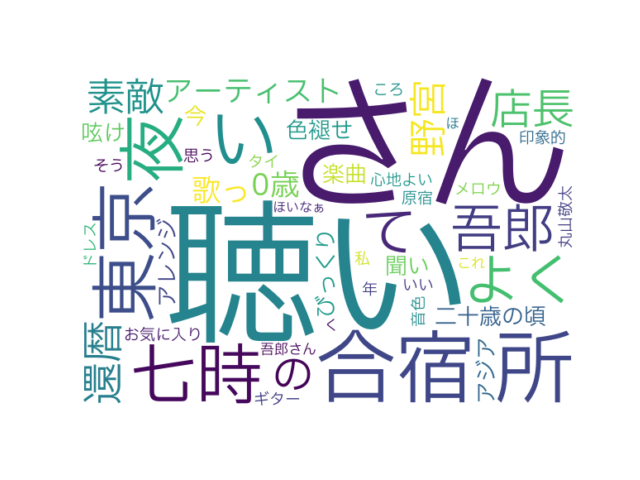 素敵
アーティスト
ころ
さん
野宮
店長
呟け
夜
今
い
色褪せ
ほ
印象的
そう
思う
タイ
歌っ
0歳
楽曲
心地よい
原宿
メロウ
東京
聴い
て
吾郎
丸山敬太
ドレス
アレンジ
ほいなぁ
びっくり
私
聞い
これ
よく
年
いい
音色
二十歳の頃
還暦
お気に入り
へ
七時
吾郎さん
の
合宿
所
アジア
ギター